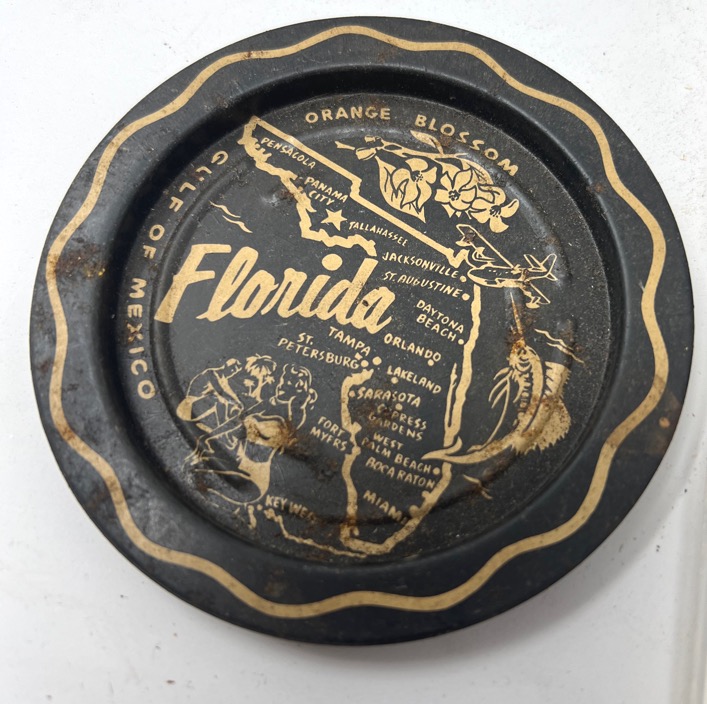 ORANGE BLOSSOM
GULF OF MEXICO
PENSACOLA
PANAMA
CITY
TALLAHASSEE
JACKSONVILLE
ST. AUGUSTINE
Florida
DAYTONA
BEACH
ORLANDO
TAMPA
ST.
PETERSBURG
LAKELAND
SARASOTA
CYPRESS
GARDENS
FORT
MYERS
WEST
PALM BEACH
BOCA RATON
MIAMI
KEY WEST